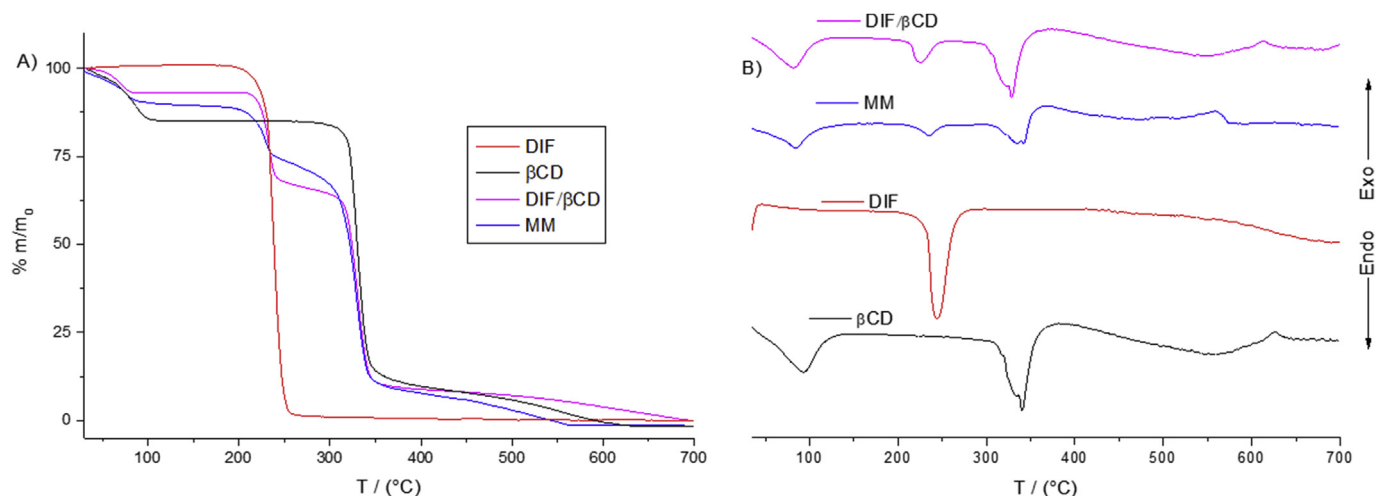 A)
100
75
50
25
0
% m/m0
100 200 300 400 500 600 700
T / (°C)
DIF
βCD
DIF/βCD
MM
B)
DIF/βCD
MM
DIF
βCD
Exo
Endo
100 200 300 400 500 600 700
T / (°C)